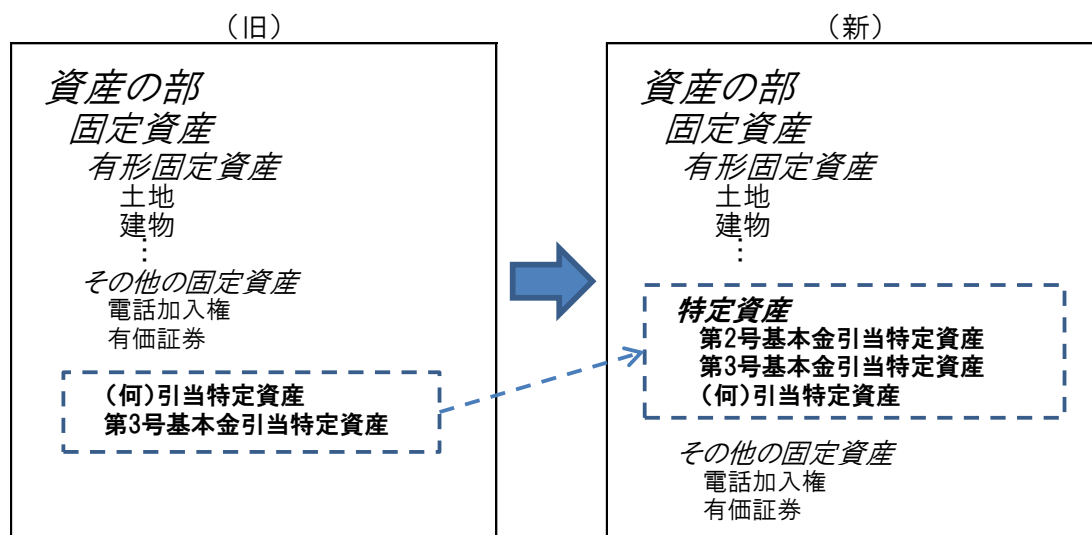 （旧）
資産の部
固定資産
有形固定資産
土地
建物
…
その他の固定資産
電話加入権
有価証券
（何）引当特定資産
第3号基本金引当特定資産
（新）
資産の部
固定資産
有形固定資産
土地
建物
…
特定資産
第2号基本金引当特定資産
第3号基本金引当特定資産
（何）引当特定資産
その他の固定資産
電話加入権
有価証券